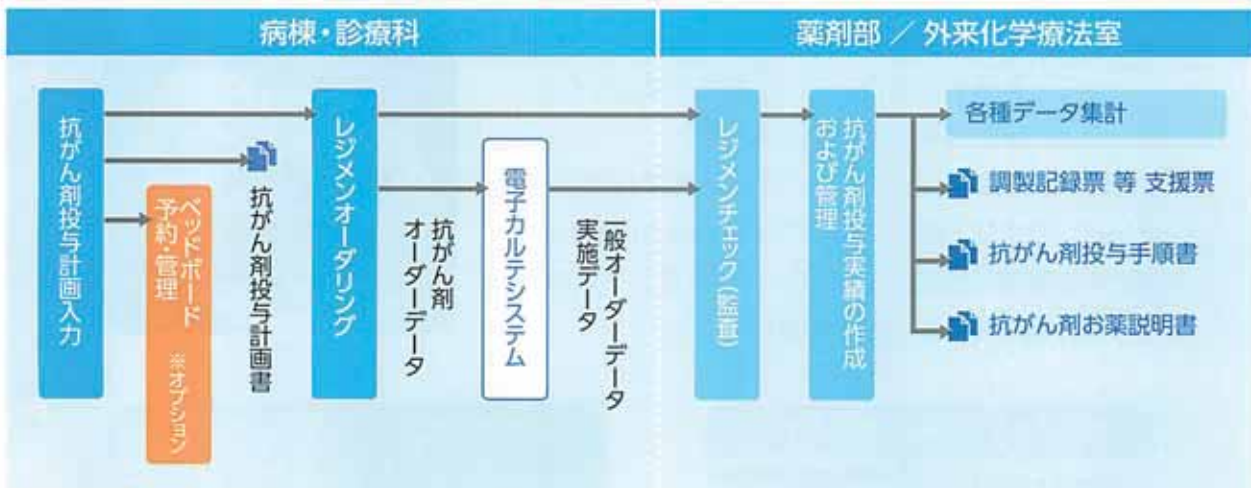 病棟・診療科
薬剤部 ／ 外来化学療法室
抗がん剤投与計画入力
ベッドボード
予約・管理
※オプション
抗がん剤投与計画書
レジメンオーダリング
抗がん剤
オーダーデータ
電子カルテシステム
一般オーダーデータ
実施データ
レジメンチェック(監査)
抗がん剤投与実績の作成
および管理
各種データ集計
調製記録票 等 支援票
抗がん剤投与手順書
抗がん剤お薬説明書